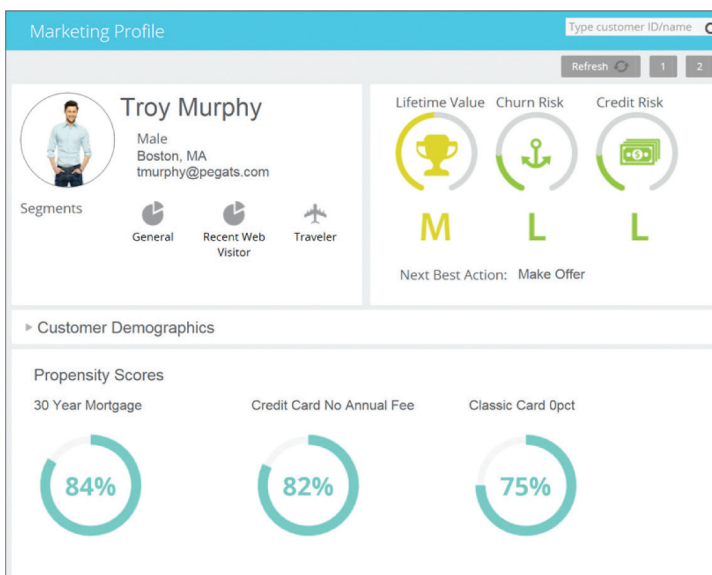 Marketing Profile
Type customer ID/name
Refresh
1
2
Troy Murphy
Male
Boston, MA
tmurphy@pegats.com
Segments
General
Recent Web
Visitor
Traveler
Lifetime Value
Churn Risk
Credit Risk
M
L
L
Next Best Action: Make Offer
Customer Demographics
Propensity Scores
30 Year Mortgage
Credit Card No Annual Fee
Classic Card 0pct
84%
82%
75%